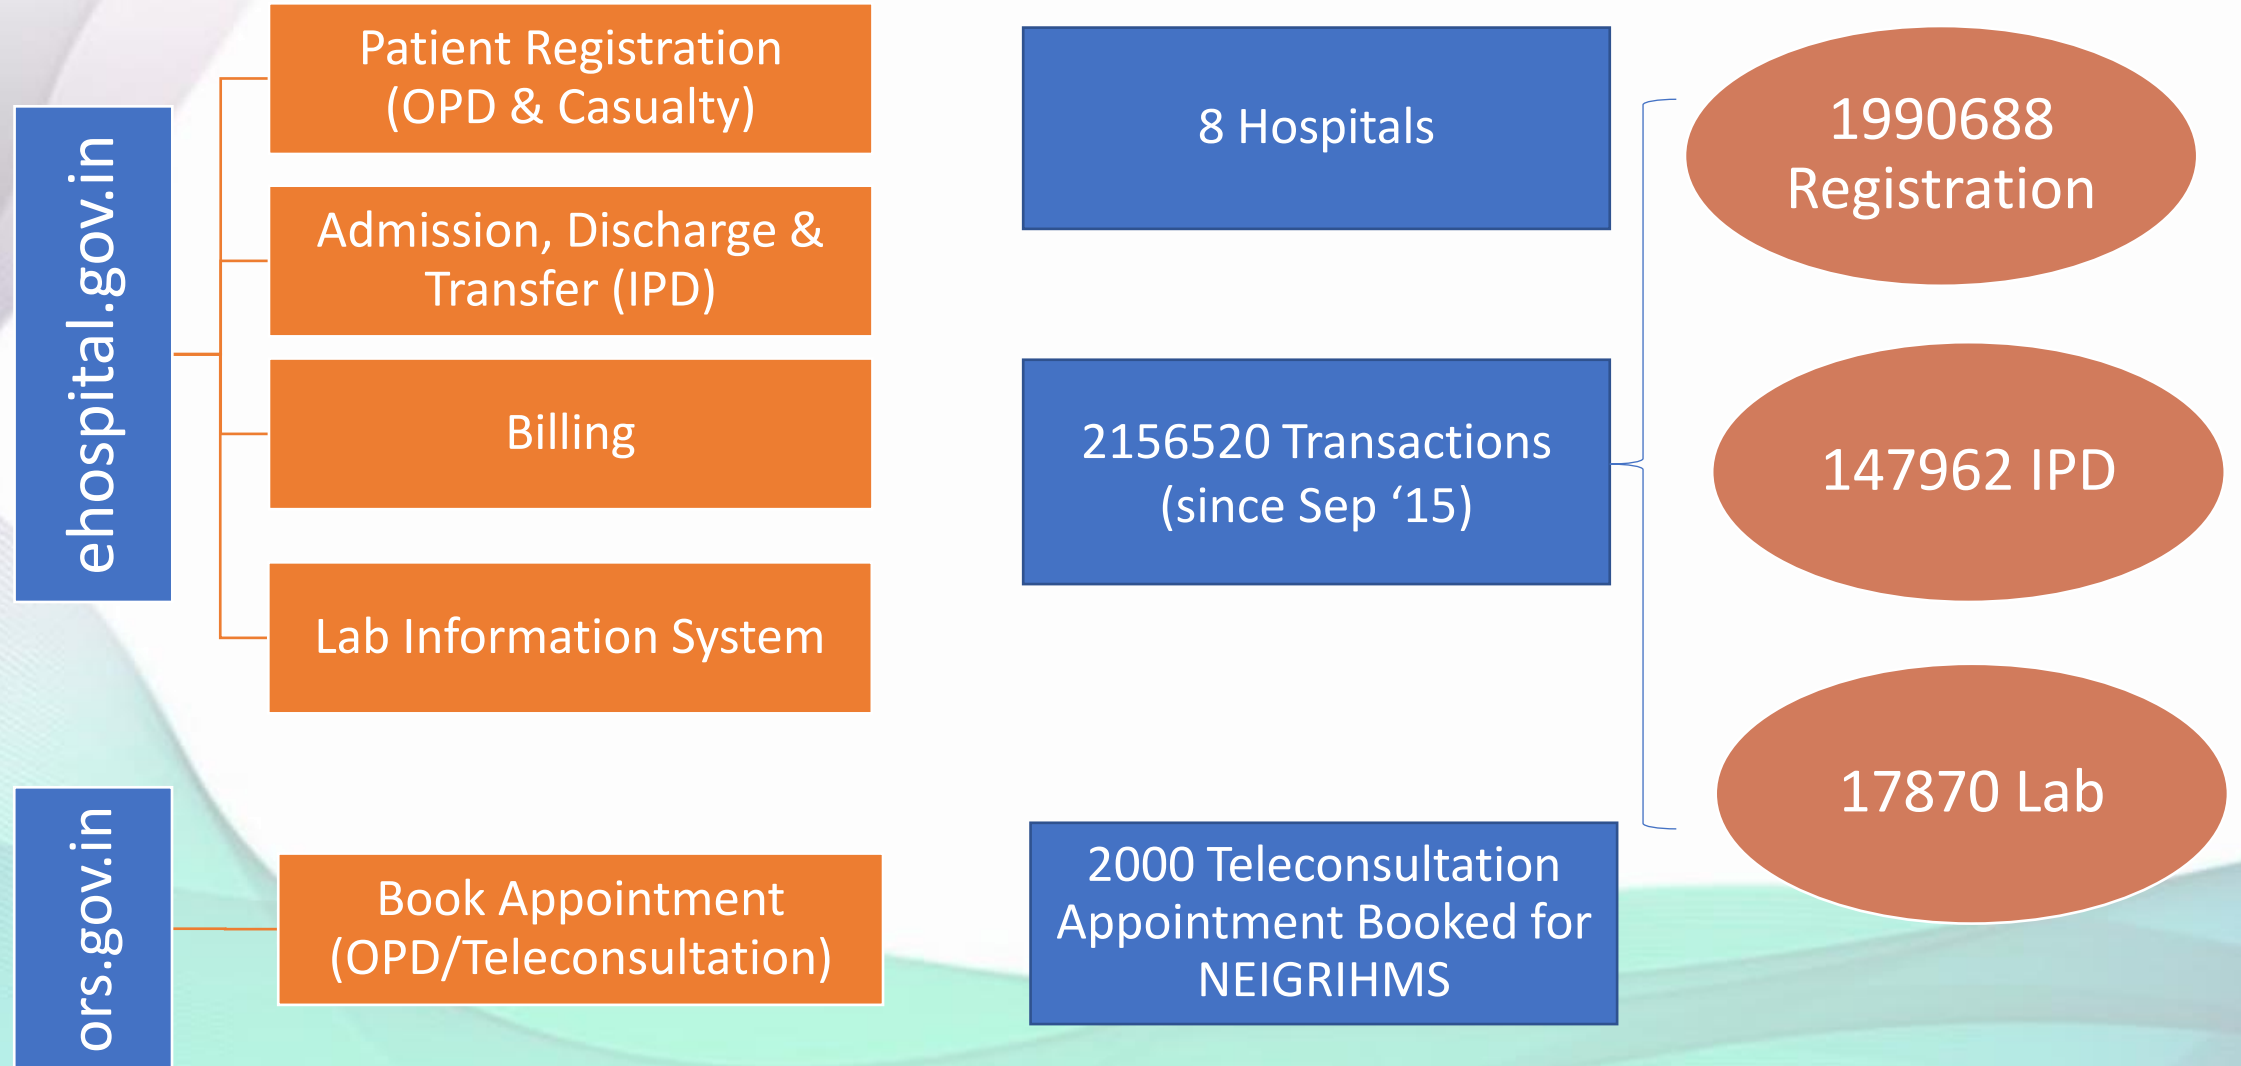 ehospital.gov.in
Patient Registration
(OPD & Casualty)
Admission, Discharge &
Transfer (IPD)
Billing
Lab Information System
ors.gov.in
Book Appointment
(OPD/Teleconsultation)
8 Hospitals
2156520 Transactions
(since Sep ‘15)
2000 Teleconsultation
Appointment Booked for
NEIGRIHMS
1990688
Registration
147962 IPD
17870 Lab